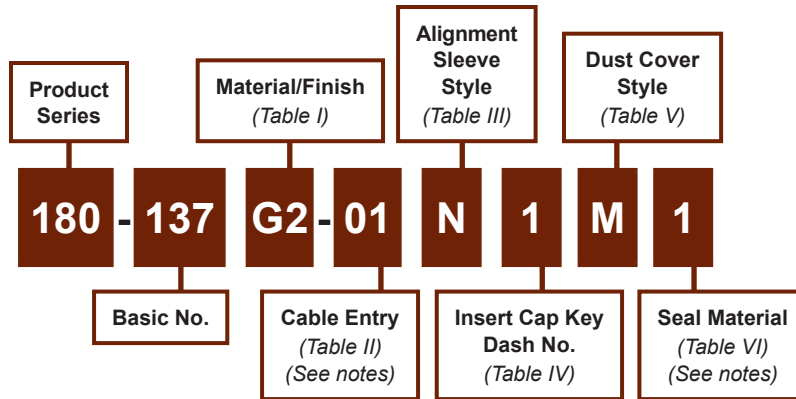 Product
Series
Material/Finish
(Table I)
Alignment
Sleeve
Style
(Table III)
Dust Cover
Style
(Table V)
180 - 137 G2 - 01 N 1 M 1
Basic No.
Cable Entry
(Table II)
(See notes)
Insert Cap Key
Dash No.
(Table IV)
Seal Material
(Table VI)
(See notes)